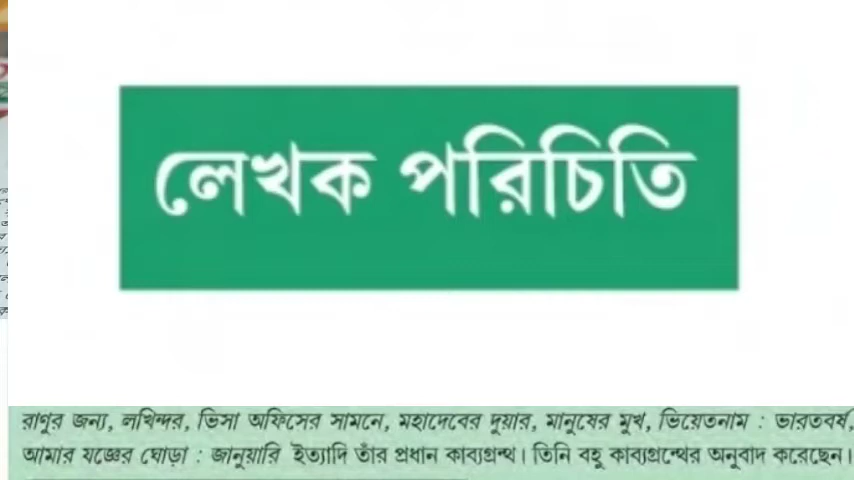 লেখক পরিচিতি
রাণুর জন্য, লখিন্দর, ভিসা অফিসের সামনে, মহাদেবের দুয়ার, মানুষের মুখ, ভিয়েতনাম : ভারতবর্ষ,
আমার যজ্ঞের ঘোড়া : জানুয়ারি ইত্যাদি তাঁর প্রধান কাব্যগ্রন্থ। তিনি বহু কাব্যগ্রন্থের অনুবাদ করেছেন।